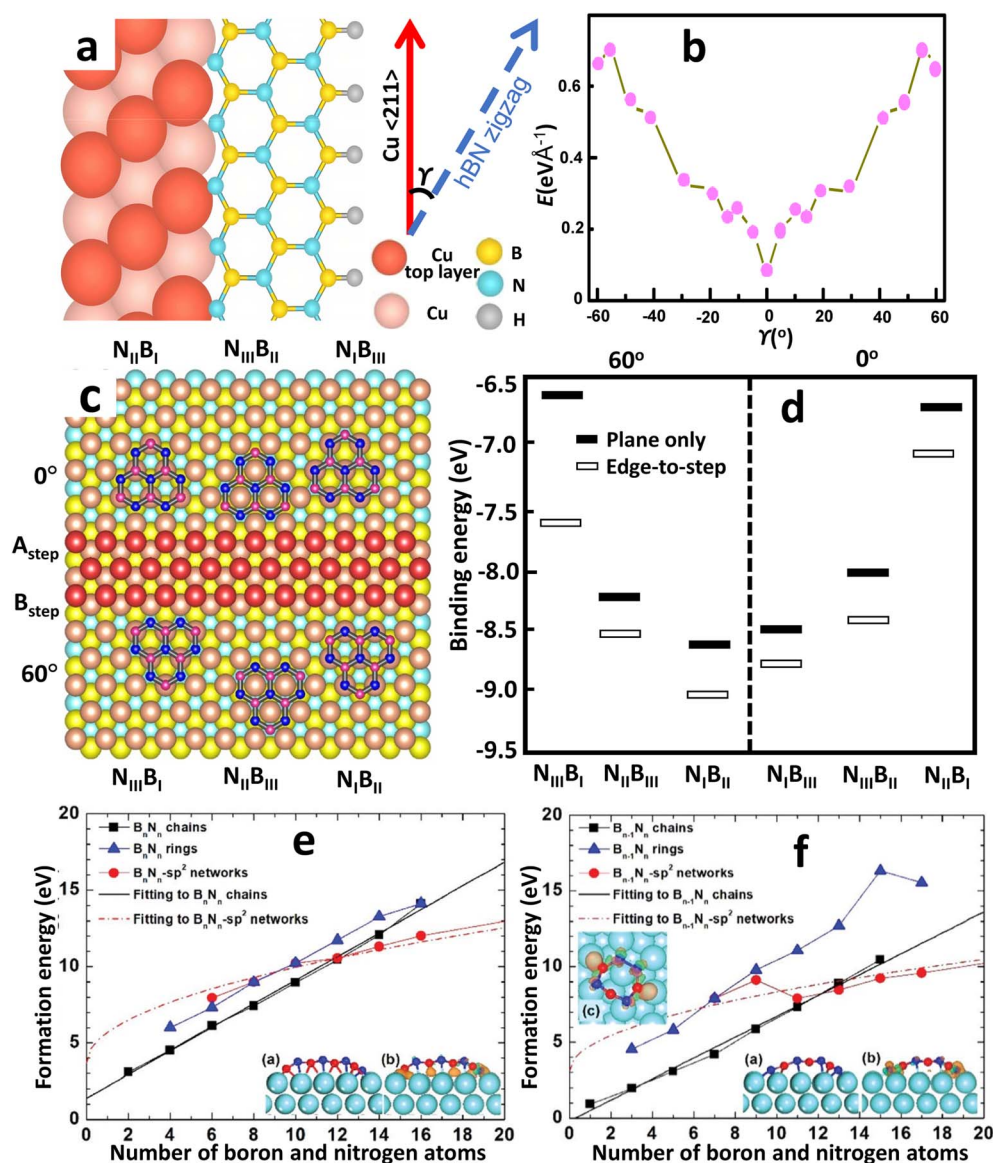 a
Cu <211>
γ
hBN zigzag
Cu
top layer
Cu
B
N
H
b
E(eVÅ-1)
0.6
0.4
0.2
0
-60 -40 -20 0 20 40 60
γ(o)
c
NIIBI NIIIBII NIBIII
0o
Astep
Bstep
60o
NIIIBI NIIBIII NIBII
60o 0o
d
Plane only
Edge-to-step
Binding energy (eV)
-6.5
-7.0
-7.5
-8.0
-8.5
-9.0
-9.5
NIIIBI NIIBIII NIBII NIBIII NIIIBII NIIBI
e
BnNn chains
BnNn rings
BnNn-sp2 networks
Fitting to BnNn chains
Fitting to BnNn-sp2 networks
Formation energy (eV)
20
15
10
5
0
(a) (b)
0 2 4 6 8 10 12 14 16 18 20
Number of boron and nitrogen atoms
f
Bn-1Nn chains
Bn-1Nn rings
Bn-1Nn-sp2 networks
Fitting to Bn-1Nn chains
Fitting to Bn-1Nn-sp2 networks
Formation energy (eV)
20
15
10
5
0
(c)
(a) (b)
0 2 4 6 8 10 12 14 16 18 20
Number of boron and nitrogen atoms